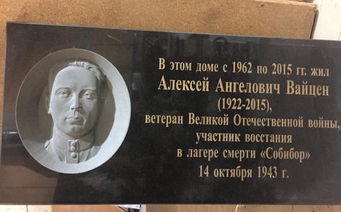 В этом доме с 1962 по 2015 гг. жил
Алексей Ангелович Вайцен
(1922-2015),
ветеран Великой Отечественной войны,
участник восстания
в лагере смерти «Собибор»
14 октября 1943 г.